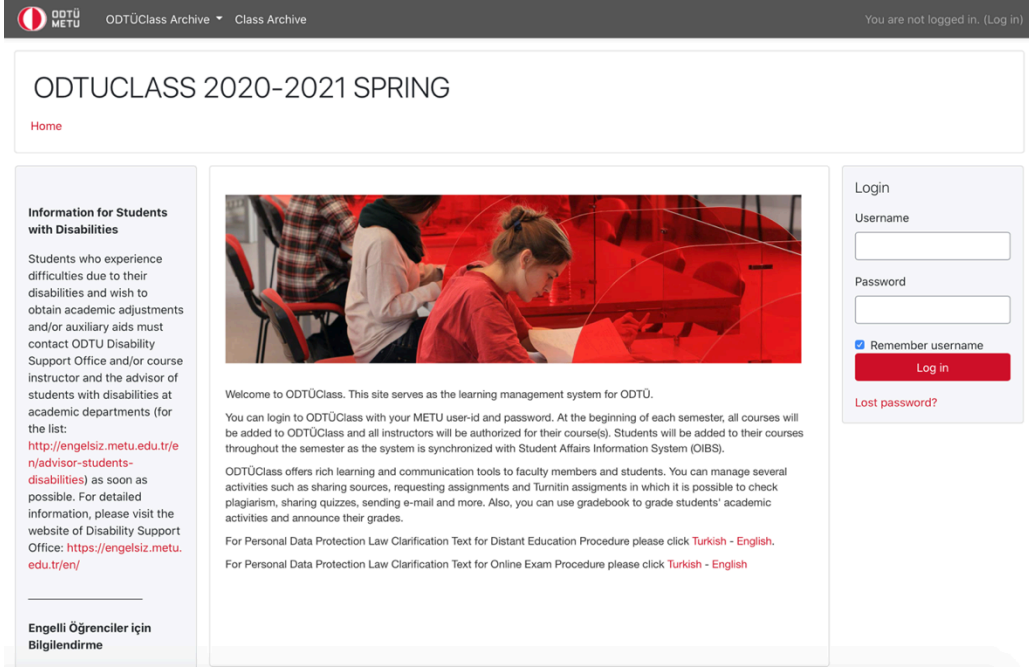 ODTÜ METU ODTÜClass Archive Class Archive You are not logged in. (Log in)
ODTUCLASS 2020-2021 SPRING
Home
Information for Students
with Disabilities
Students who experience
difficulties due to their
disabilities and wish to
obtain academic adjustments
and/or auxiliary aids must
contact ODTU Disability
Support Office and/or course
instructor and the advisor of
students with disabilities at
academic departments (for
the list:
http://engelsiz.metu.edu.tr/e
n/advisor-students-
disabilities) as soon as
possible. For detailed
information, please visit the
website of Disability Support
Office: https://engelsiz.metu.
edu.tr/en/
Engelli Öğrenciler için
Bilgilendirme
Welcome to ODTÜClass. This site serves as the learning management system for ODTÜ.
You can login to ODTÜClass with your METU user-id and password. At the beginning of each semester, all courses will
be added to ODTÜClass and all instructors will be authorized for their course(s). Students will be added to their courses
throughout the semester as the system is synchronized with Student Affairs Information System (OIBS).
ODTÜClass offers rich learning and communication tools to faculty members and students. You can manage several
activities such as sharing sources, requesting assignments and Turnitin assigments in which it is possible to check
plagiarism, sharing quizzes, sending e-mail and more. Also, you can use gradebook to grade students' academic
activities and announce their grades.
For Personal Data Protection Law Clarification Text for Distant Education Procedure please click Turkish - English.
For Personal Data Protection Law Clarification Text for Online Exam Procedure please click Turkish - English
Login
Username
Password
Remember username
Log in
Lost password?